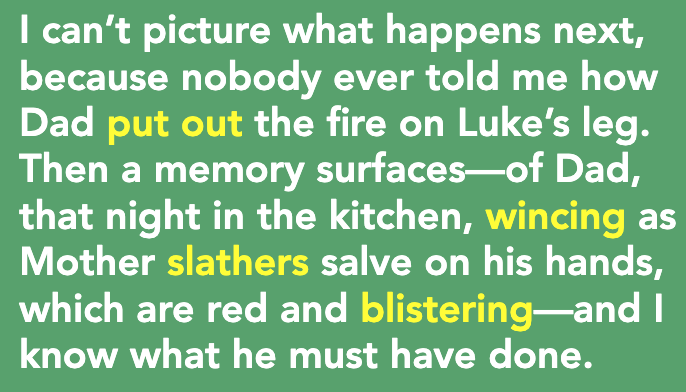 I can’t picture what happens next,
because nobody ever told me how
Dad put out the fire on Luke’s leg.
Then a memory surfaces—of Dad,
that night in the kitchen, wincing as
Mother slathers salve on his hands,
which are red and blistering—and I
know what he must have done.